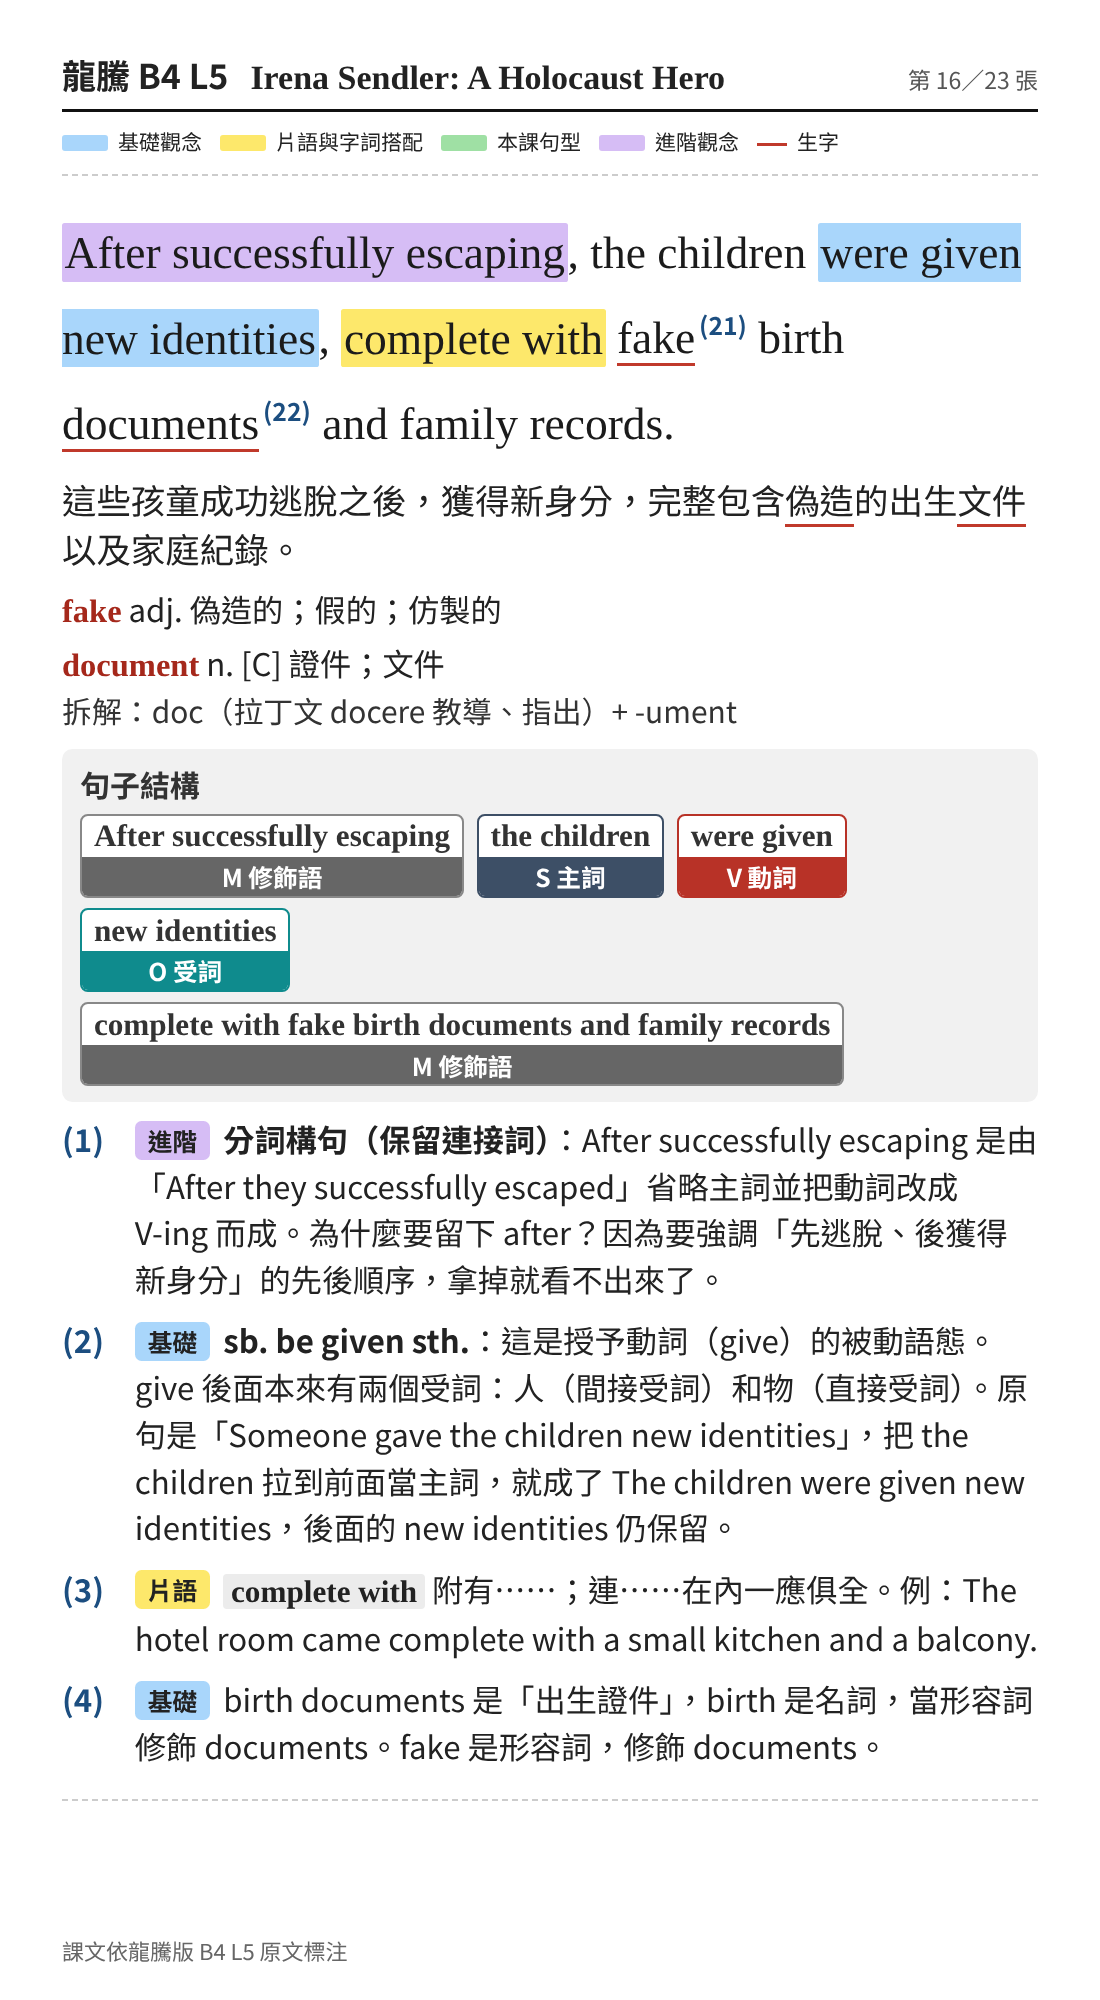 龍騰 B4 L5 Irena Sendler: A Holocaust Hero 第 16／23 張
基礎觀念 片語與字詞搭配 本課句型 進階觀念 生字
After successfully escaping, the children were given
new identities, complete with fake(21) birth
documents(22) and family records.
這些孩童成功逃脫之後，獲得新身分，完整包含偽造的出生文件
以及家庭紀錄。
fake adj. 偽造的；假的；仿製的
document n. [C] 證件；文件
拆解：doc（拉丁文 docere 教導、指出）+ -ument
句子結構
After successfully escaping the children were given
M 修飾語 S 主詞 V 動詞
new identities
O 受詞
complete with fake birth documents and family records
M 修飾語
(1) 進階 分詞構句（保留連接詞）：After successfully escaping 是由
「After they successfully escaped」省略主詞並把動詞改成
V-ing 而成。為什麼要留下 after？因為要強調「先逃脫、後獲得
新身分」的先後順序，拿掉就看不出來了。
(2) 基礎 sb. be given sth.：這是授予動詞（give）的被動語態。
give 後面本來有兩個受詞：人（間接受詞）和物（直接受詞）。原
句是「Someone gave the children new identities」，把 the
children 拉到前面當主詞，就成了 The children were given new
identities，後面的 new identities 仍保留。
(3) 片語 complete with 附有……；連……在內一應俱全。例：The
hotel room came complete with a small kitchen and a balcony.
(4) 基礎 birth documents 是「出生證件」，birth 是名詞，當形容詞
修飾 documents。fake 是形容詞，修飾 documents。
課文依龍騰版 B4 L5 原文標注